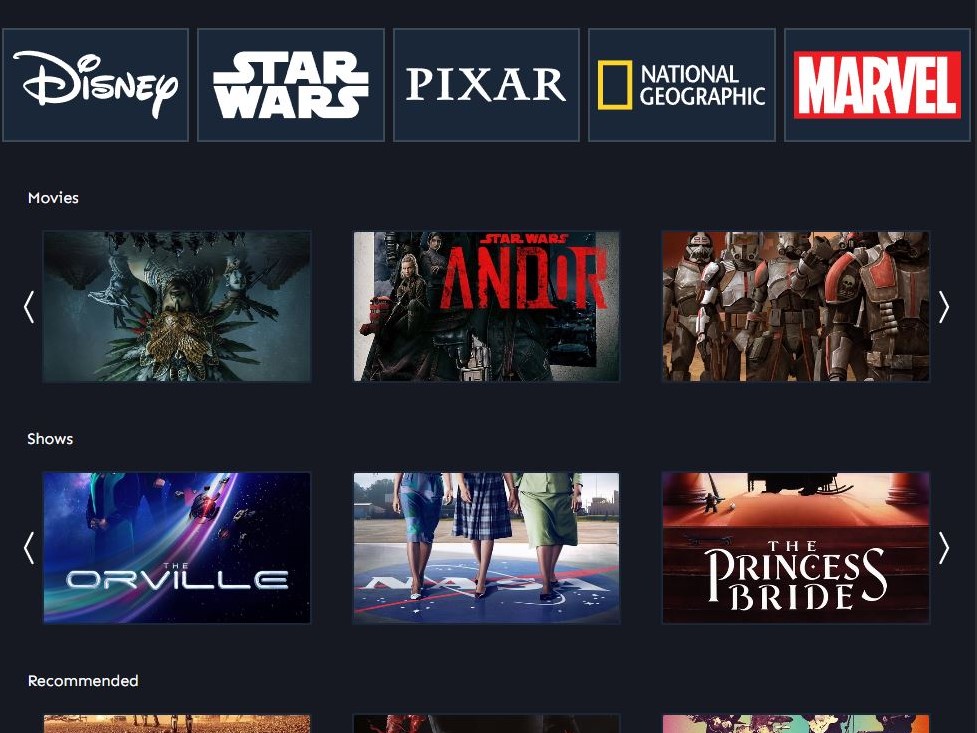 Disney
STAR
WARS
PIXAR
NATIONAL
GEOGRAPHIC
MARVEL
Movies
STAR WARS
ANDOR
Shows
THE
ORVILLE
NASA
THE
PRINCESS
BRIDE
Recommended